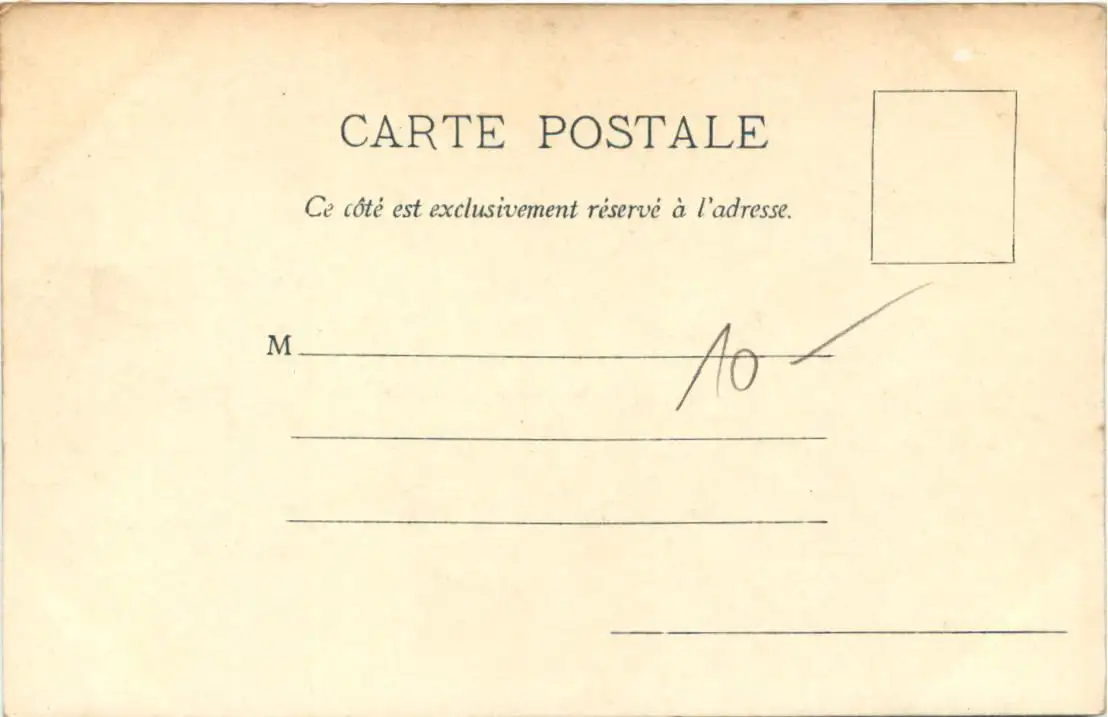 CARTE POSTALE
Ce côté est exclusivement réservé à l'adresse.
M
10 -